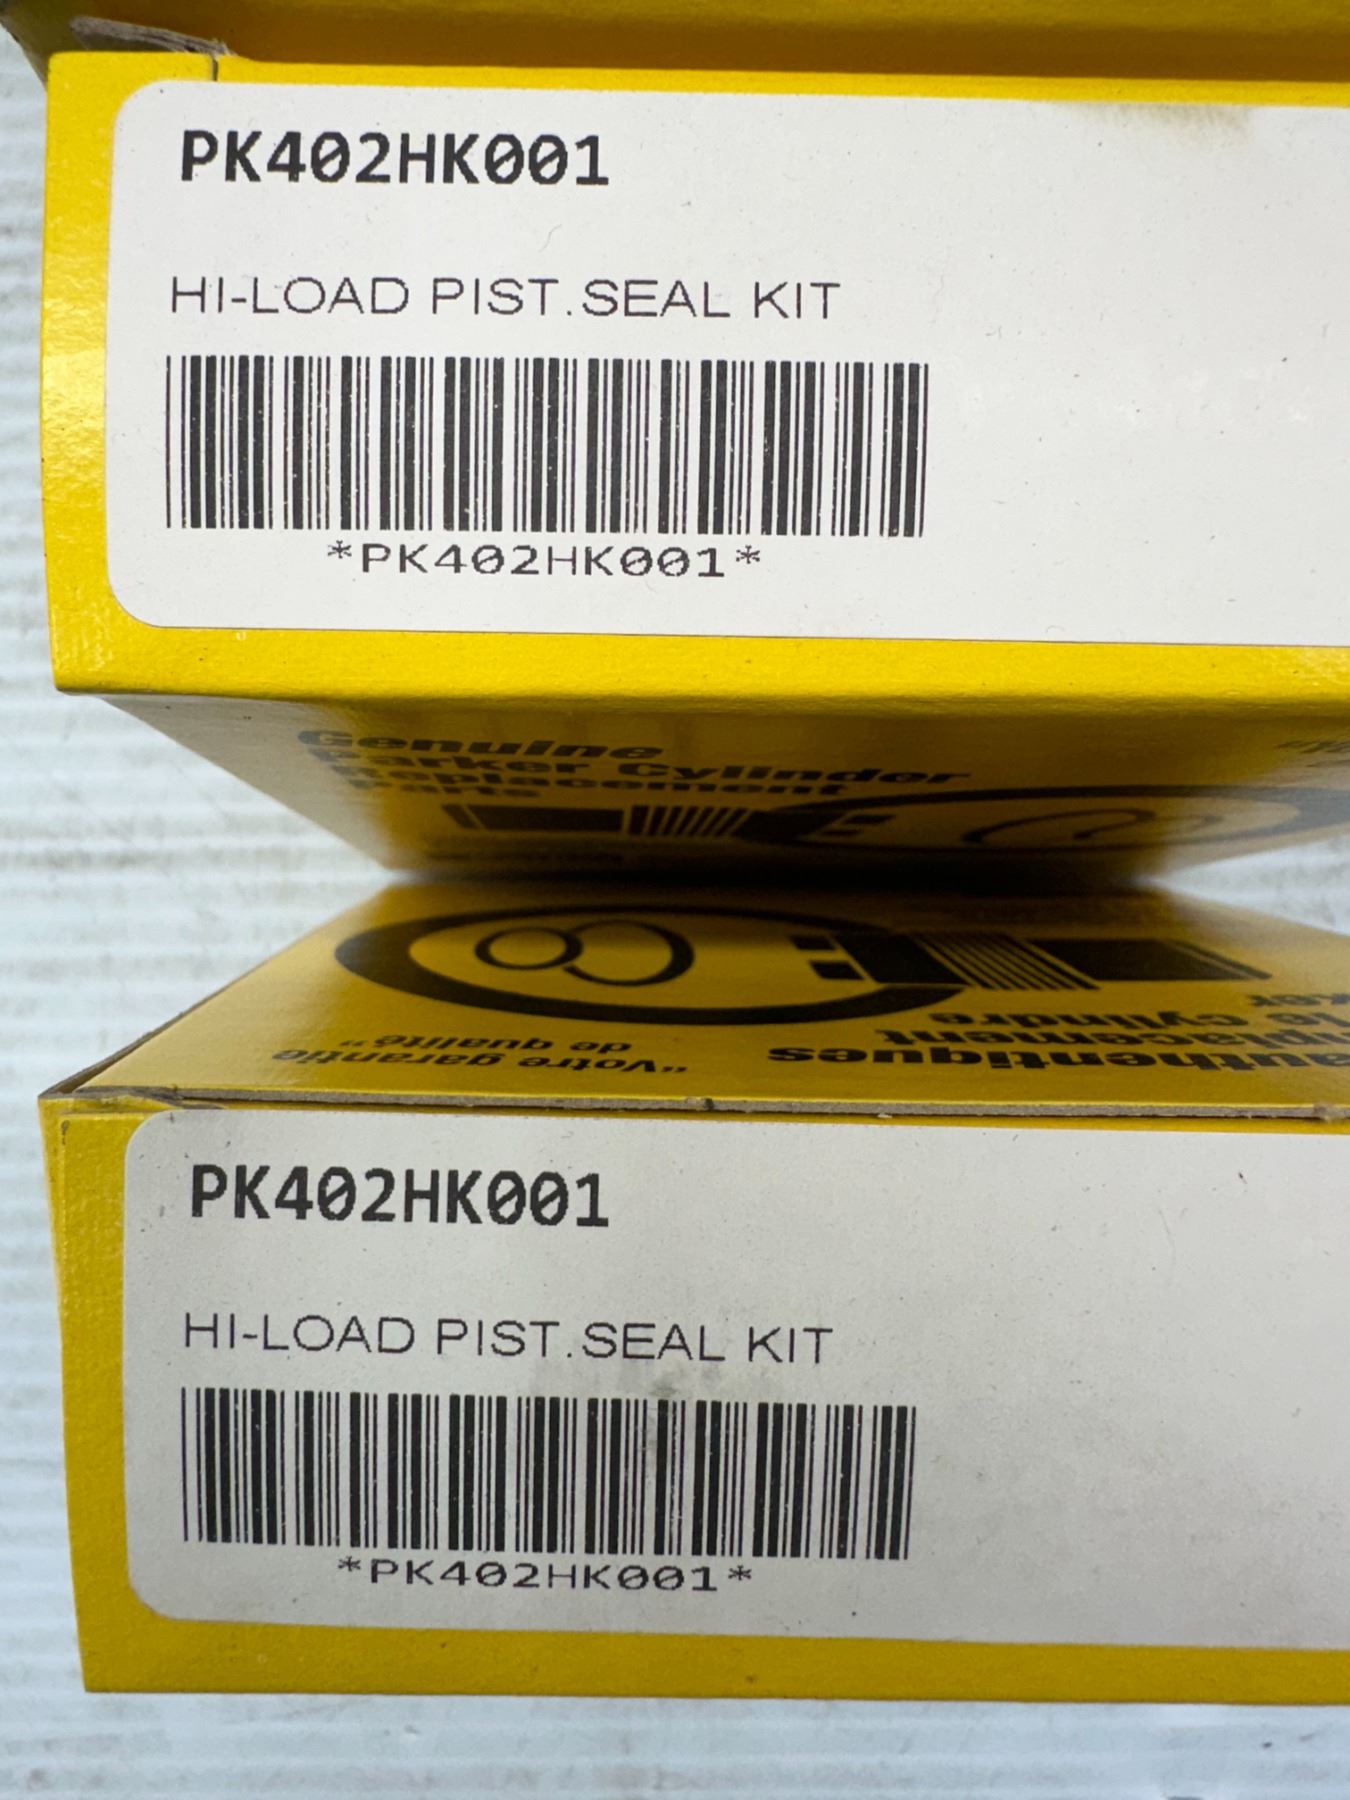 PK402HK001
HI-LOAD PIST.SEAL KIT
*PK402HK001*
Genuine
Parker Cylinder
Replacement
Parts
"Votre garantie
de qualité"
authentiques
le cylindre
PK402HK001
HI-LOAD PIST.SEAL KIT
*PK402HK001*